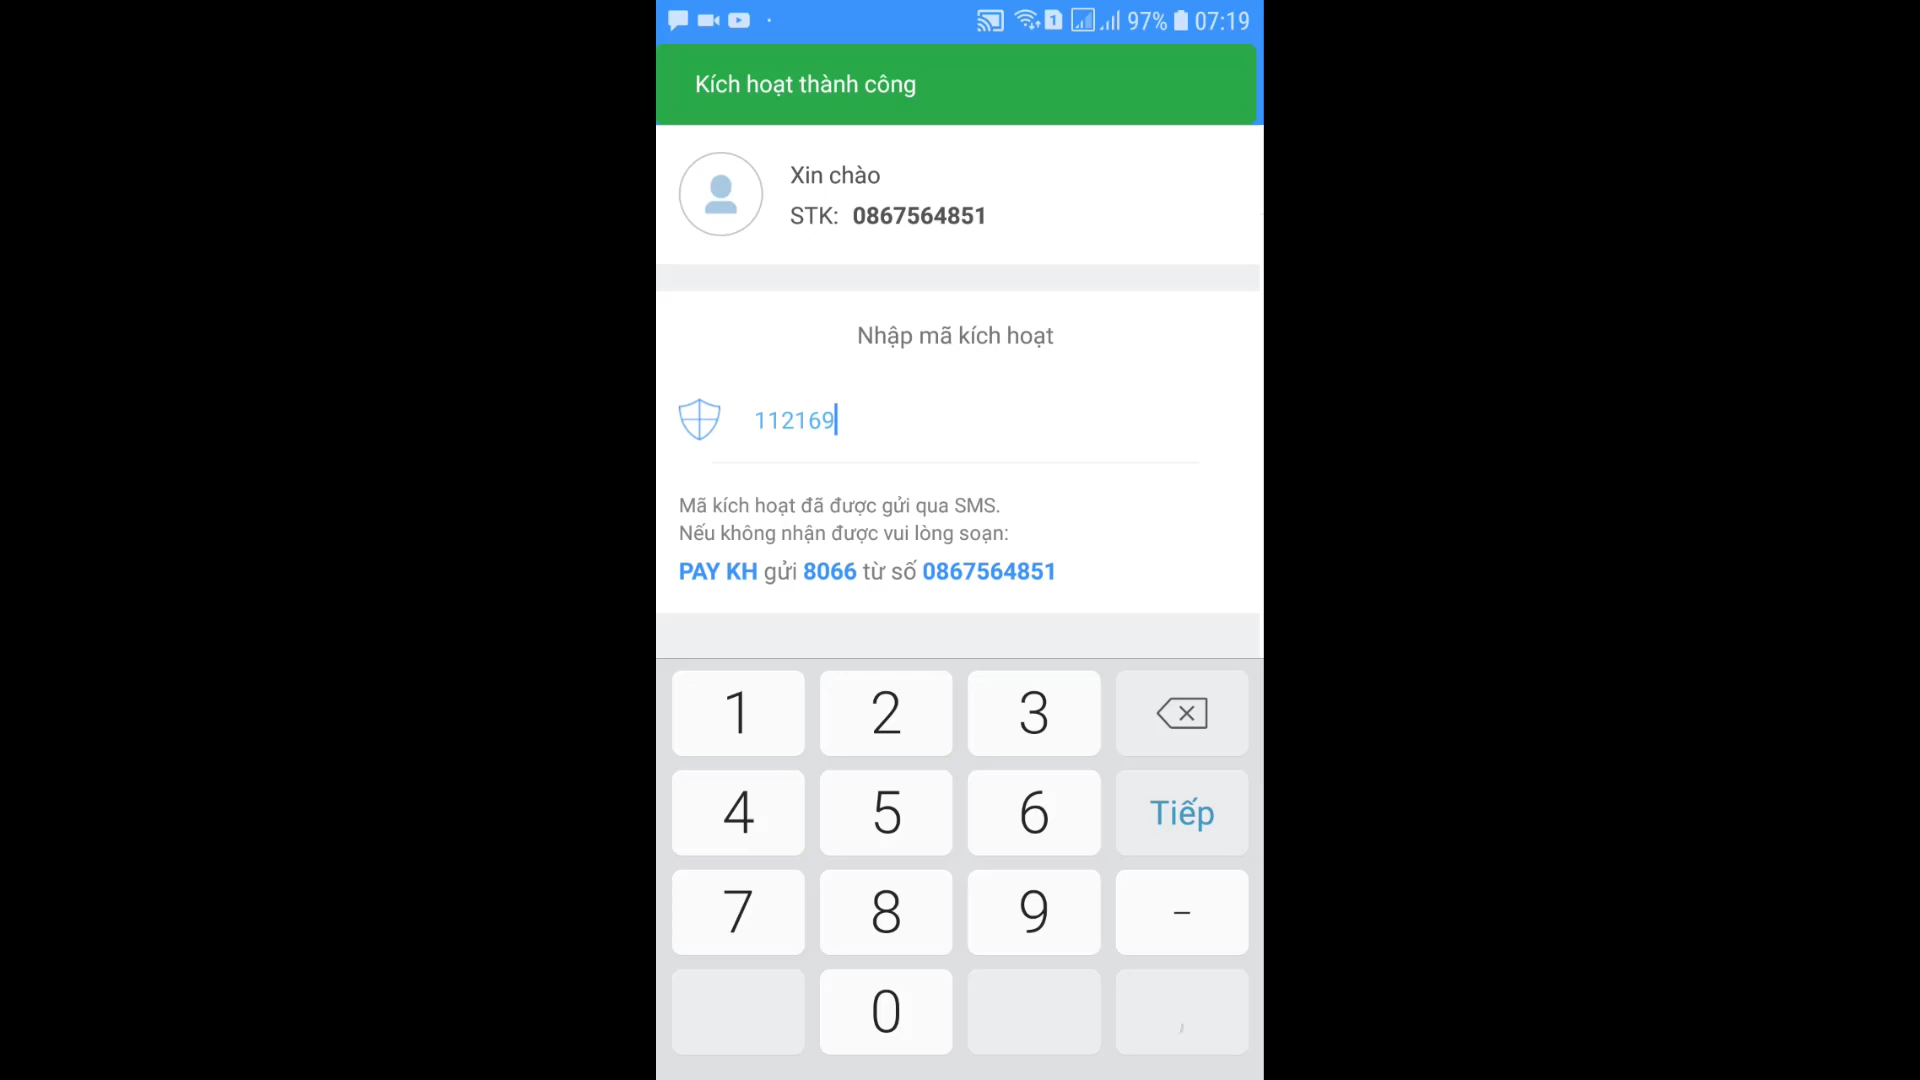 97% 07:19
Kích hoạt thành công
Xin chào
STK: 0867564851
Nhập mã kích hoạt
112169
Mã kích hoạt đã được gửi qua SMS.
Nếu không nhận được vui lòng soạn:
PAY KH gửi 8066 từ số 0867564851
1 2 3
4 5 6 Tiếp
7 8 9 –
0 ,